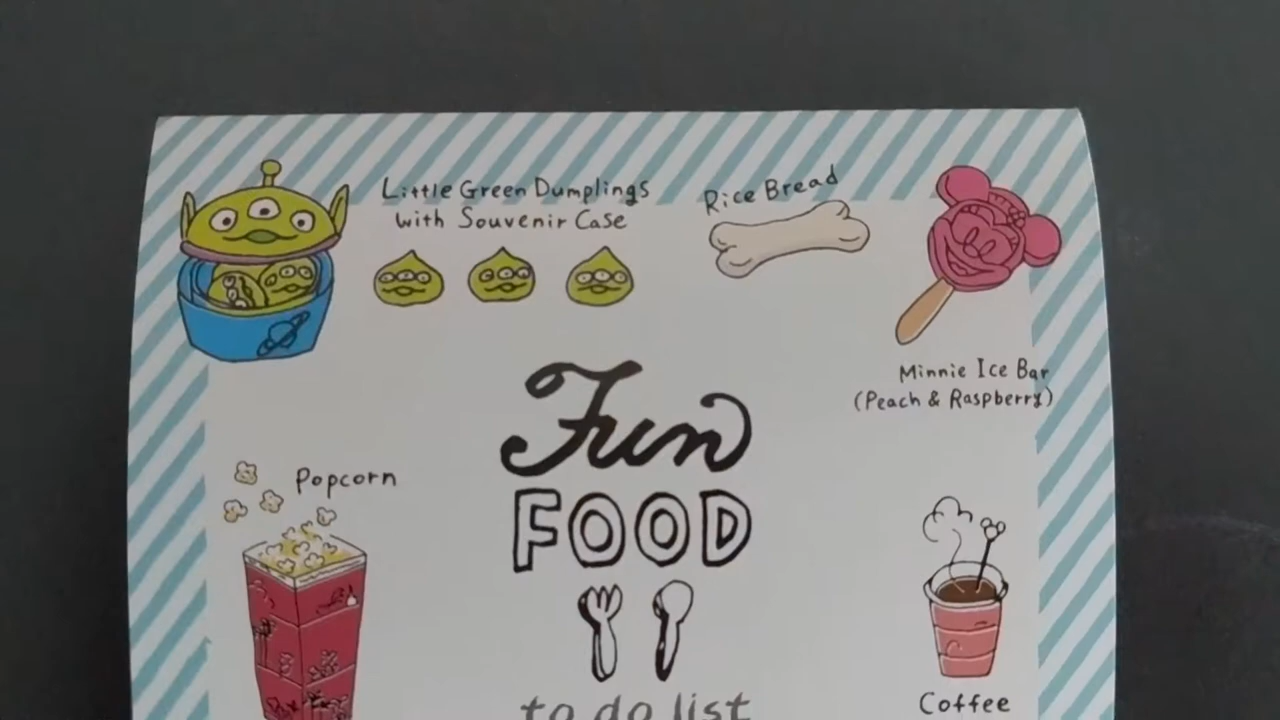 Little Green Dumplings
with Souvenir Case
Rice Bread
Minnie Ice Bar
(Peach & Raspberry)
Popcorn
Fun
FOOD
to do list
Coffee